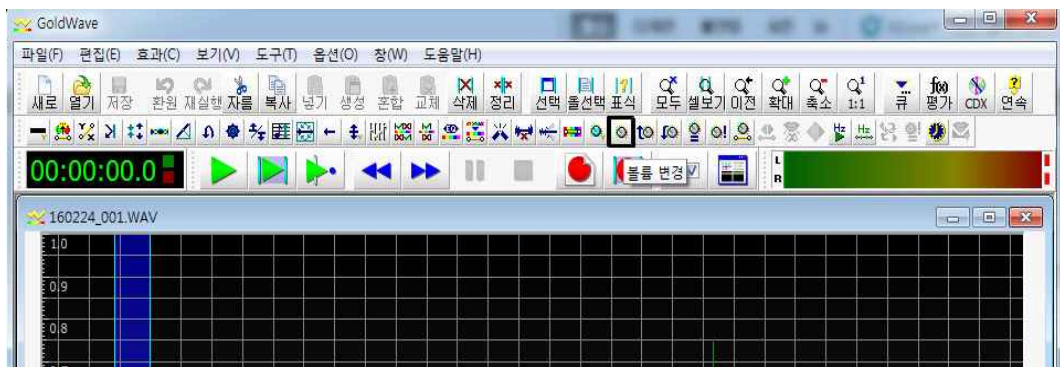 GoldWave
파일(F) 편집(E) 효과(C) 보기(V) 도구(T) 옵션(O) 창(W) 도움말(H)
새로 열기 저장 환원 재실행 자름 복사 넣기 생성 혼합 교체 삭제 정리 선택 올선택 표식 모두 셀보기 이전 확대 축소 1:1 큐 f(x) 평가 CDX 연속
00:00:00.0
볼륨 변경
L
R
160224_001.WAV
1.0
0.9
0.8